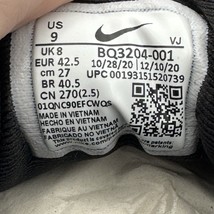 US
9
VJ
UK 8
EUR 42.5
cm 27
BR 40.5
CN 270(2.5)
BQ3204-001
10/28/20 12/10/20
UPC 00193151520739
01QNC90EFCWQS
MADE IN VIETNAM
HECHO EN VIETNAM
FABRIQUÉ AU VIETNAM